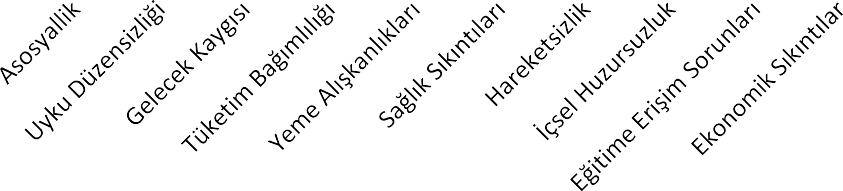 Asosyallik
Uyku Düzensizliği
Gelecek Kaygısı
Tüketim Bağımlılığı
Yeme Alışkanlıkları
Sağlık Sıkıntıları
Hareketsizlik
İçsel Huzursuzluk
Eğitime Erişim Sorunları
Ekonomik Sıkıntılar